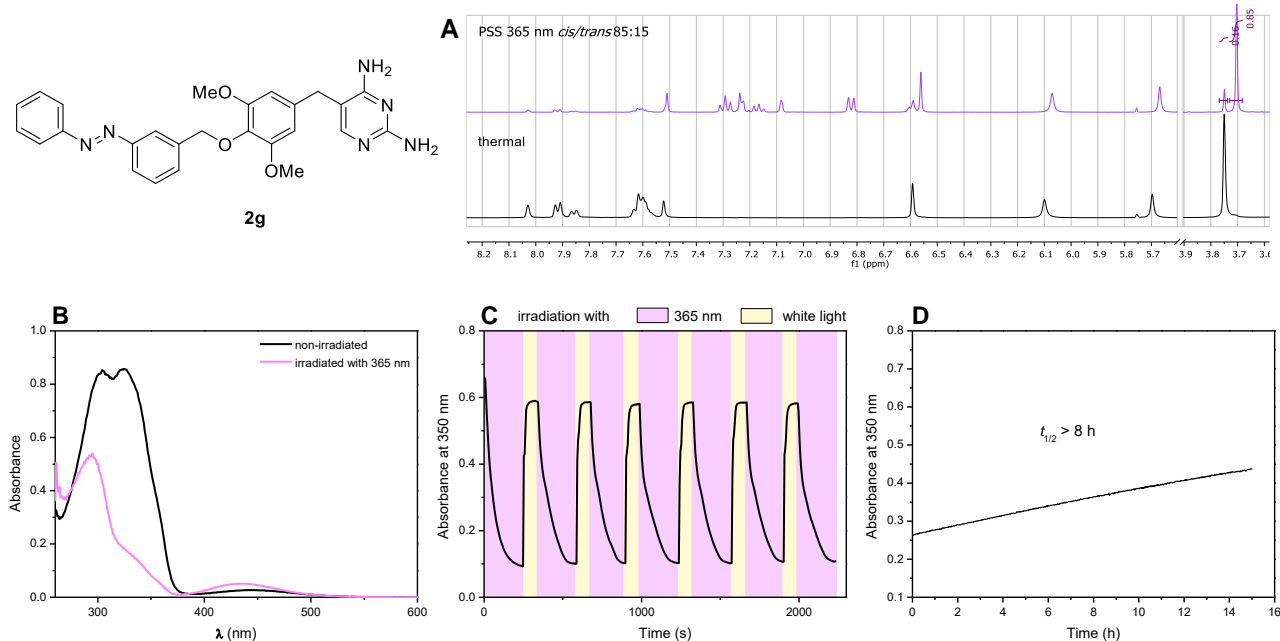 A
PSS 365 nm cis/trans 85:15
0.16
0.85
thermal
NH2
MeO
N
N
N
N
O
NH2
OMe
2g
8.2 8.1 8.0 7.9 7.8 7.7 7.6 7.5 7.4 7.3 7.2 7.1 7.0 6.9 6.8 6.7 6.6 6.5 6.4 6.3 6.2 6.1 6.0 5.9 5.8 5.7 3.9 3.8 3.7 3.6
f1 (ppm)
B
non-irradiated
irradiated with 365 nm
1.0
0.8
0.6
0.4
0.2
0.0
Absorbance
300 400 500 600
λ (nm)
C
irradiation with 365 nm white light
0.8
0.6
0.4
0.2
0.0
Absorbance at 350 nm
0 1000 2000
Time (s)
D
t1/2 > 8 h
0.8
0.7
0.6
0.5
0.4
0.3
0.2
0.1
Absorbance at 350 nm
0 2 4 6 8 10 12 14 16
Time (h)